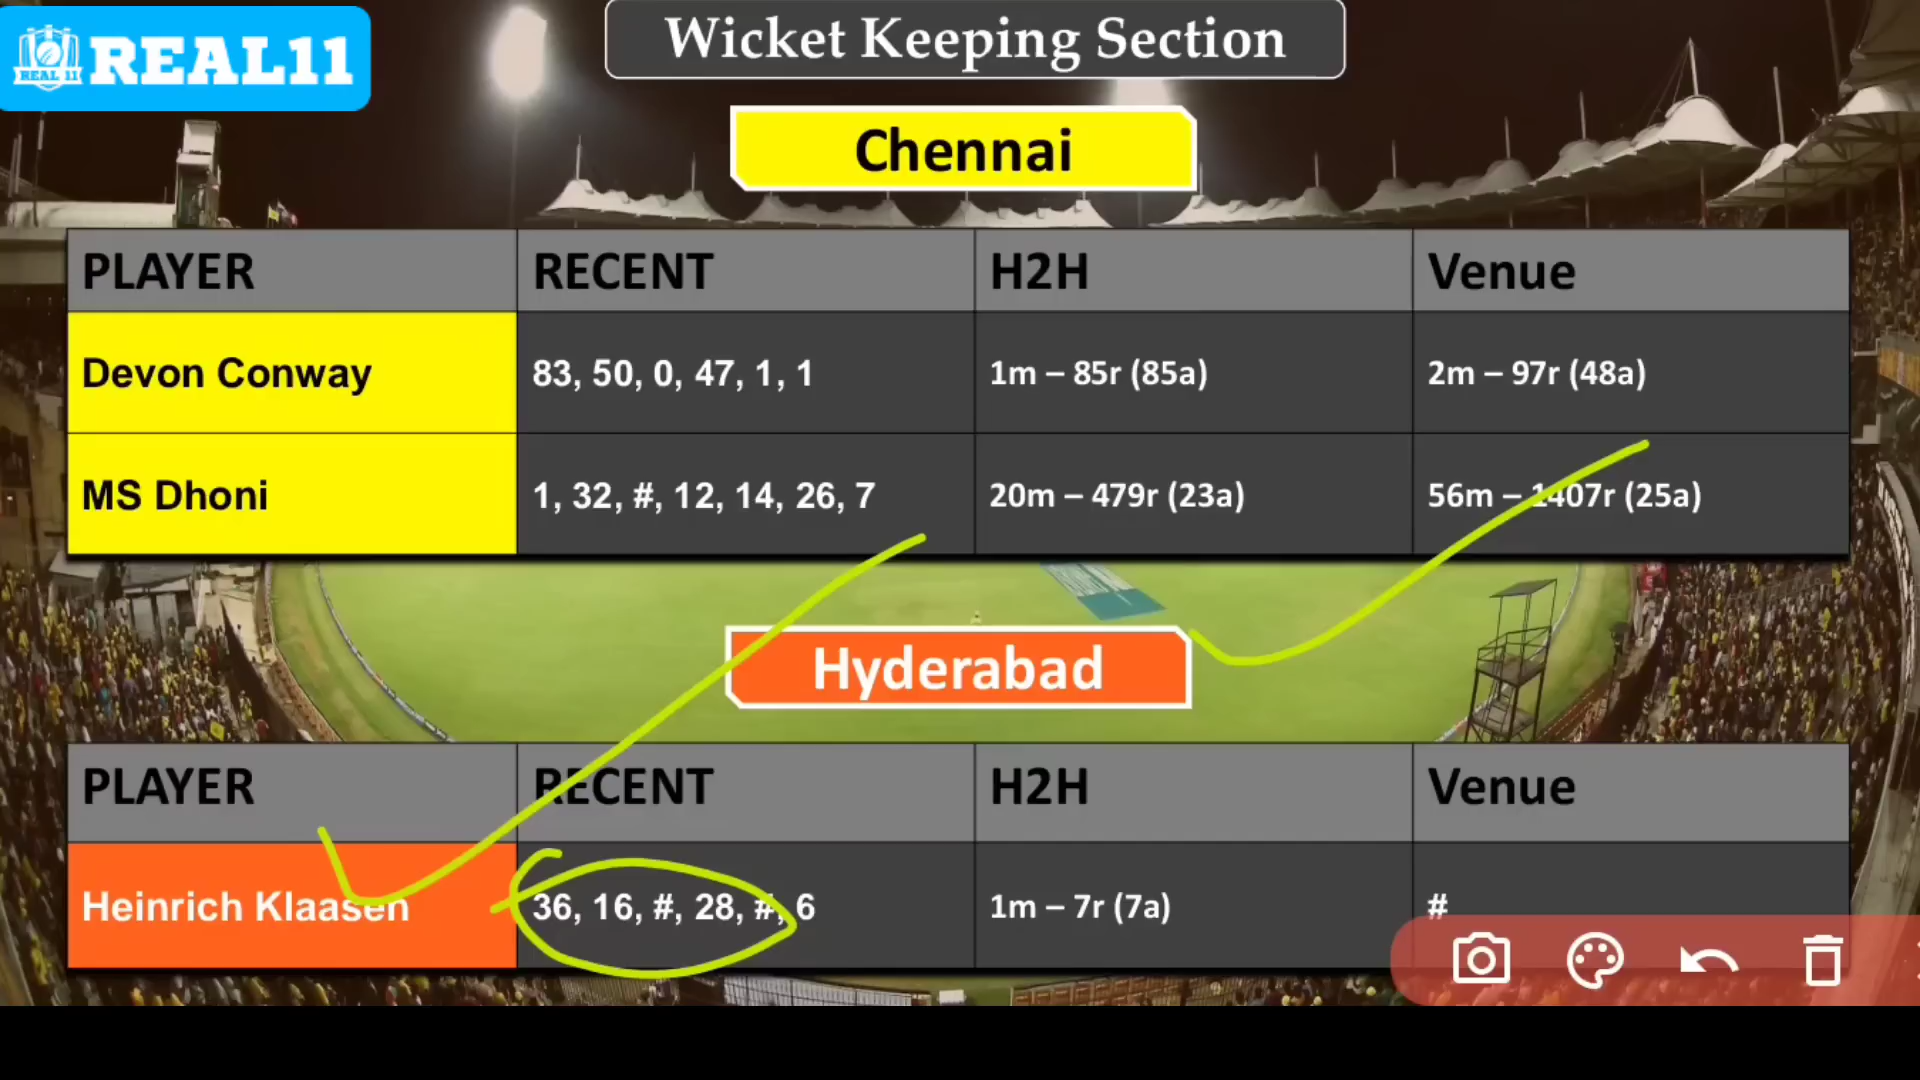 REAL 11
REAL11
Wicket Keeping Section
Chennai
PLAYER RECENT H2H Venue
Devon Conway 83, 50, 0, 47, 1, 1 1m – 85r (85a) 2m – 97r (48a)
MS Dhoni 1, 32, #, 12, 14, 26, 7 20m – 479r (23a) 56m – 1407r (25a)
Hyderabad
PLAYER RECENT H2H Venue
Heinrich Klaasen 36, 16, #, 28, #, 6 1m – 7r (7a) #